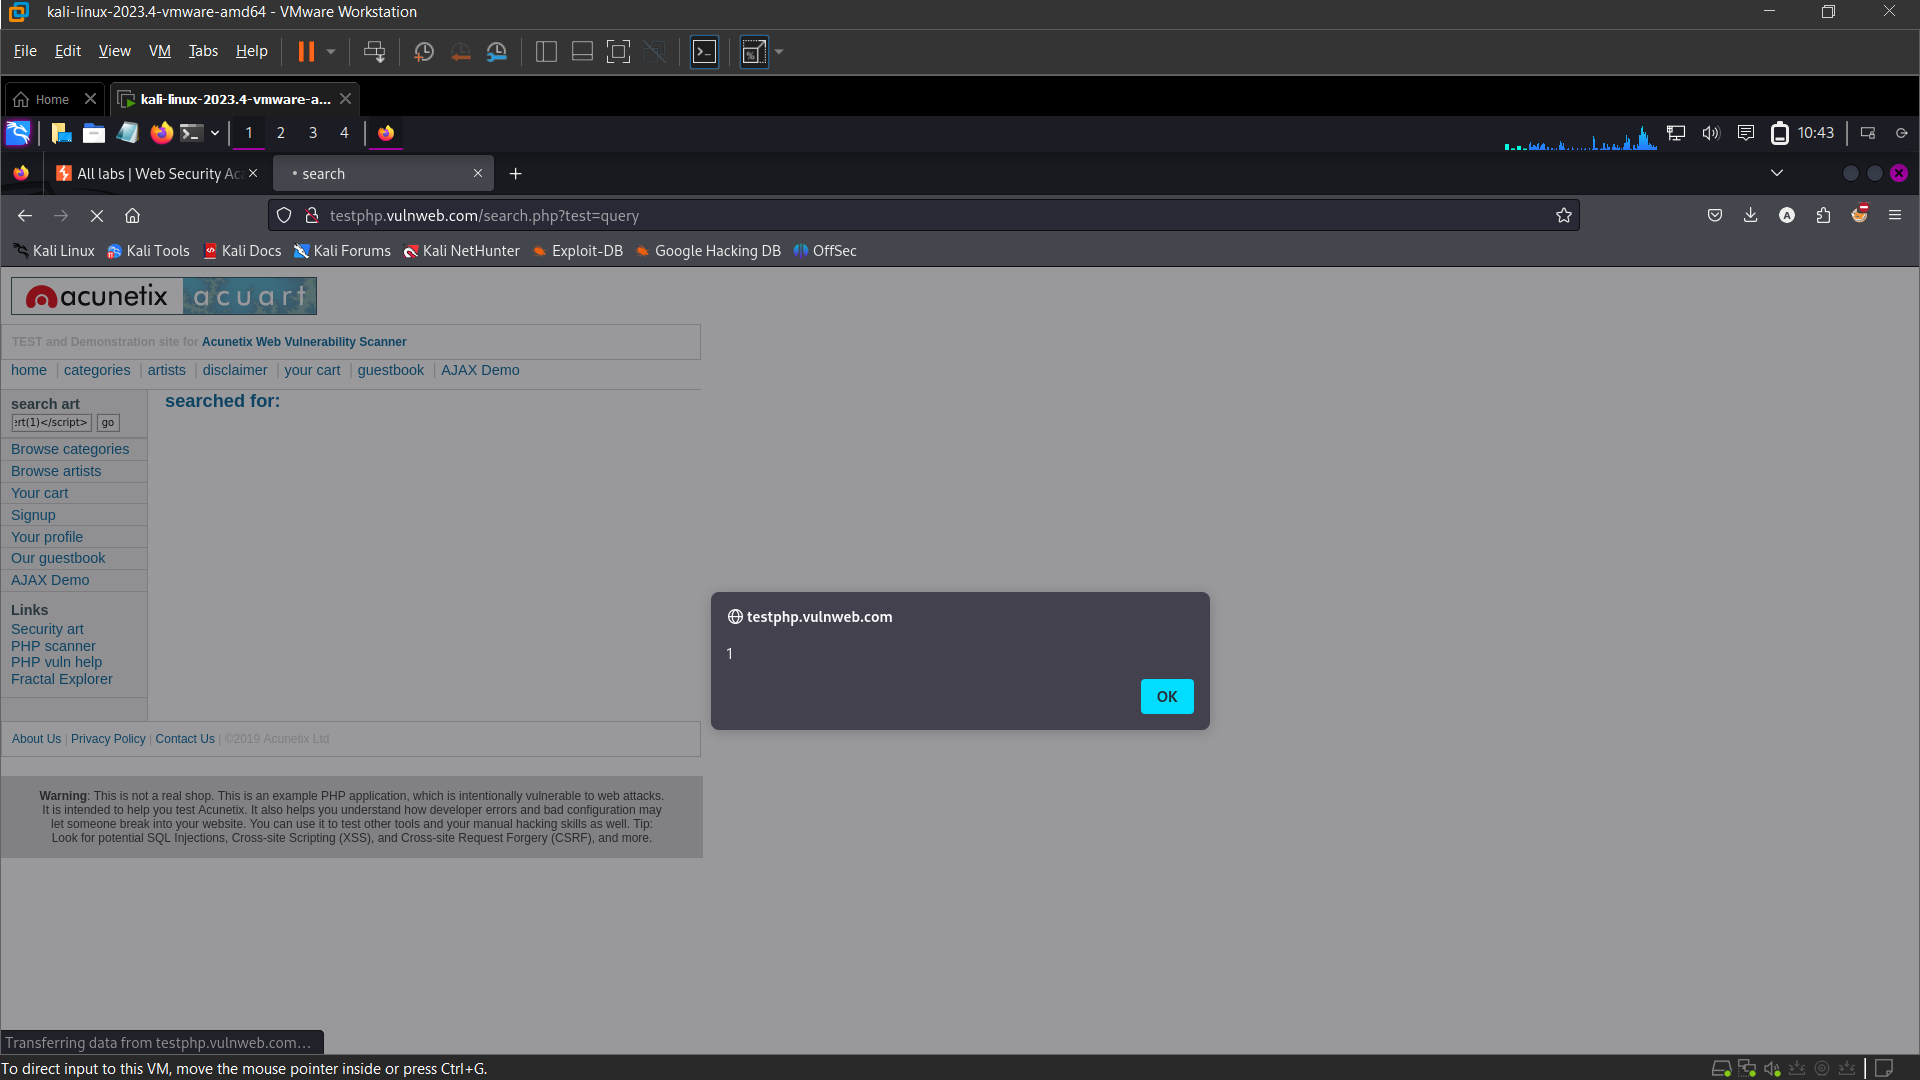 kali-linux-2023.4-vmware-amd64 - VMware Workstation
File Edit View VM Tabs Help
Home
kali-linux-2023.4-vmware-a...
1 2 3 4
10:43
All labs | Web Security Aca
search
testphp.vulnweb.com/search.php?test=query
Kali Linux Kali Tools Kali Docs Kali Forums Kali NetHunter Exploit-DB Google Hacking DB OffSec
acunetix acuart
TEST and Demonstration site for Acunetix Web Vulnerability Scanner
home | categories | artists | disclaimer | your cart | guestbook | AJAX Demo
search art
ert(1)</script> go
Browse categories
Browse artists
Your cart
Signup
Your profile
Our guestbook
AJAX Demo
Links
Security art
PHP scanner
PHP vuln help
Fractal Explorer
searched for:
testphp.vulnweb.com
1
OK
About Us | Privacy Policy | Contact Us | ©2019 Acunetix Ltd
Warning: This is not a real shop. This is an example PHP application, which is intentionally vulnerable to web attacks.
It is intended to help you test Acunetix. It also helps you understand how developer errors and bad configuration may
let someone break into your website. You can use it to test other tools and your manual hacking skills as well. Tip:
Look for potential SQL Injections, Cross-site Scripting (XSS), and Cross-site Request Forgery (CSRF), and more.
Transferring data from testphp.vulnweb.com...
To direct input to this VM, move the mouse pointer inside or press Ctrl+G.